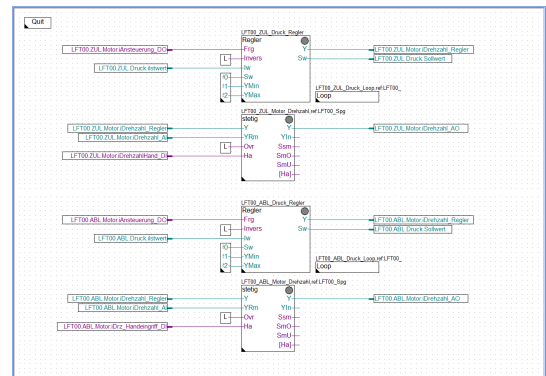 Quit
LFT00_ZUL_Druck_Regler
Regler
LFT00.ZUL.Motor.iAnsteuerung_DO Frg Y LFT00.ZUL.Motor.iDrehzahl_Regler
L Invers Sw LFT00.ZUL.Druck.Sollwert
LFT00.ZUL.Druck.Istwert Iw
!0 Sw
!1 YMin
!2 YMax
LFT00_ZUL_Druck_Loop.ref.LFT00_
Loop
LFT00_ZUL_Motor_Drehzahl.ref.LFT00_Spg
stetig
LFT00.ZUL.Motor.iDrehzahl_Regler Y Y LFT00.ZUL.Motor.iDrehzahl_AO
LFT00.ZUL.Motor.iDrehzahl_AI YRm YIn
L Ovr Ssm
LFT00.ZUL.Motor.iDrehzahlHand_DI Ha SmO
SmU
[Ha]
LFT00_ABL_Druck_Regler
Regler
LFT00.ABL.Motor.iAnsteuerung_DO Frg Y LFT00.ABL.Motor.iDrehzahl_Regler
L Invers Sw LFT00.ABL.Druck.Sollwert
LFT00.ABL.Druck.Istwert Iw
!0 Sw
!1 YMin
!2 YMax
LFT00_ABL_Druck_Loop.ref.LFT00_
Loop
LFT00_ABL_Motor_Drehzahl.ref.LFT00_Spg
stetig
LFT00.ABL.Motor.iDrehzahl_Regler Y Y LFT00.ABL.Motor.iDrehzahl_AO
LFT00.ABL.Motor.iDrehzahl_AI YRm YIn
L Ovr Ssm
LFT00.ABL.Motor.iDrz_Handeingriff_DI Ha SmO
SmU
[Ha]